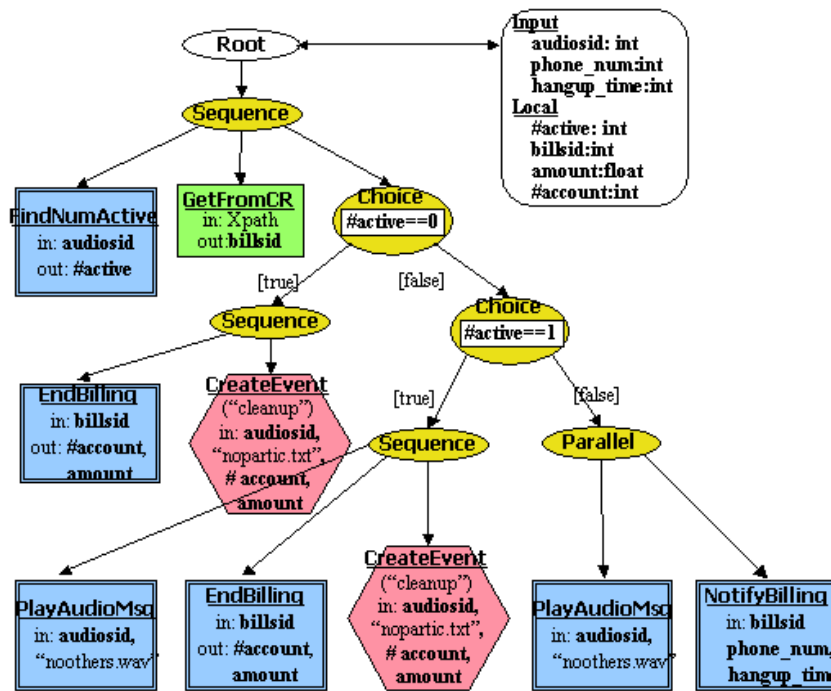 Root
Input
audiosid: int
phone_num:int
hangup_time:int
Local
#active: int
billsid:int
amount:float
#account:int
Sequence
FindNumActive
in: audiosid
out: #active
GetFromCR
in: Xpath
out:billsid
Choice
#active==0
[true]
[false]
Sequence
Choice
#active==1
EndBilling
in: billsid
out: #account,
amount
CreateEvent
("cleanup")
in: audiosid,
"nopartic.txt",
# account,
amount
[true]
[false]
Sequence
Parallel
PlayAudioMsg
in: audiosid,
"noothers.wav"
EndBilling
in: billsid
out: #account,
amount
CreateEvent
("cleanup")
in: audiosid,
"nopartic.txt",
# account,
amount
PlayAudioMsg
in: audiosid,
"noothers.wav"
NotifyBilling
in: billsid
phone_num,
hangup_time